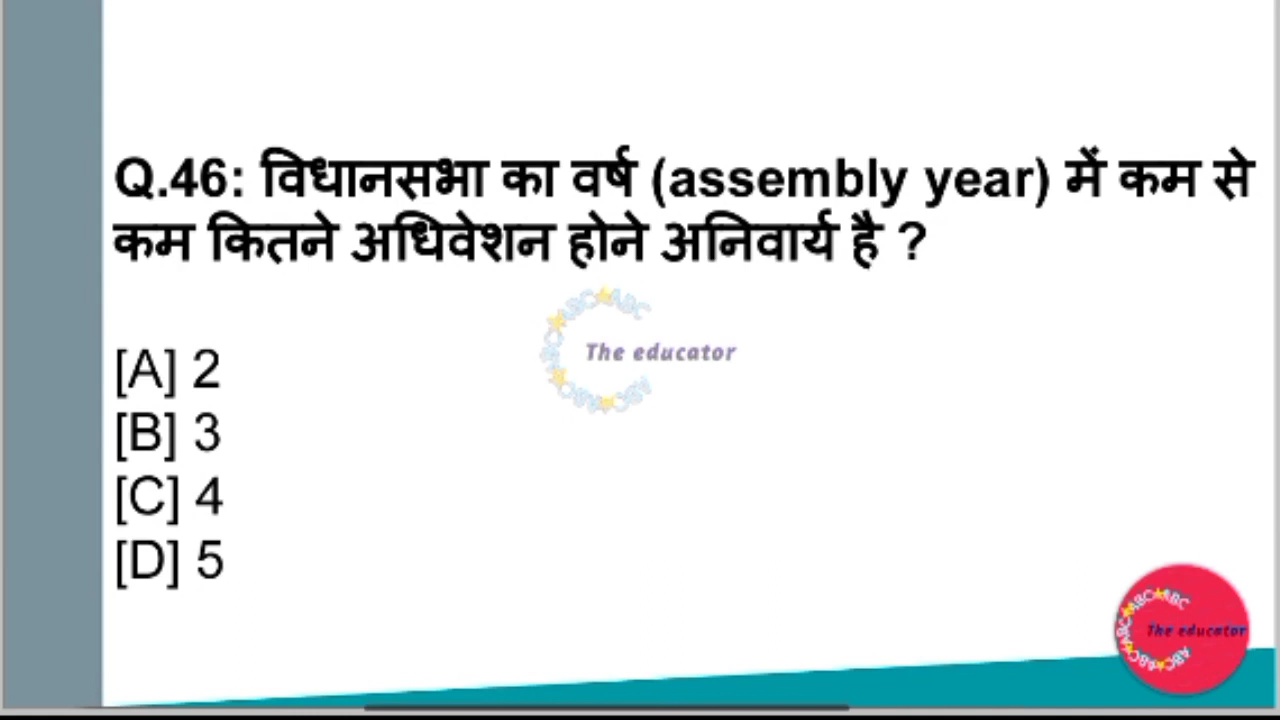 Q.46: विधानसभा का वर्ष (assembly year) में कम से
कम कितने अधिवेशन होने अनिवार्य है ?
The educator
[A] 2
[B] 3
[C] 4
[D] 5
The educator